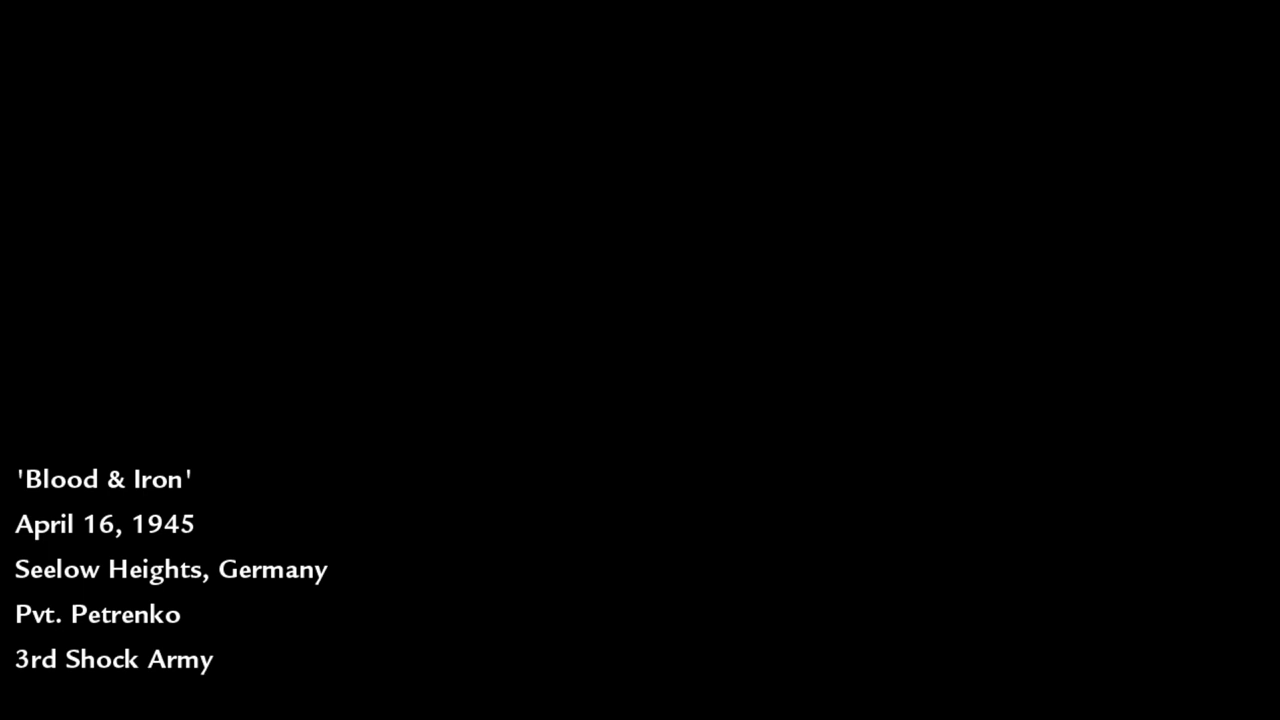 'Blood & Iron'
April 16, 1945
Seelow Heights, Germany
Pvt. Petrenko
3rd Shock Army